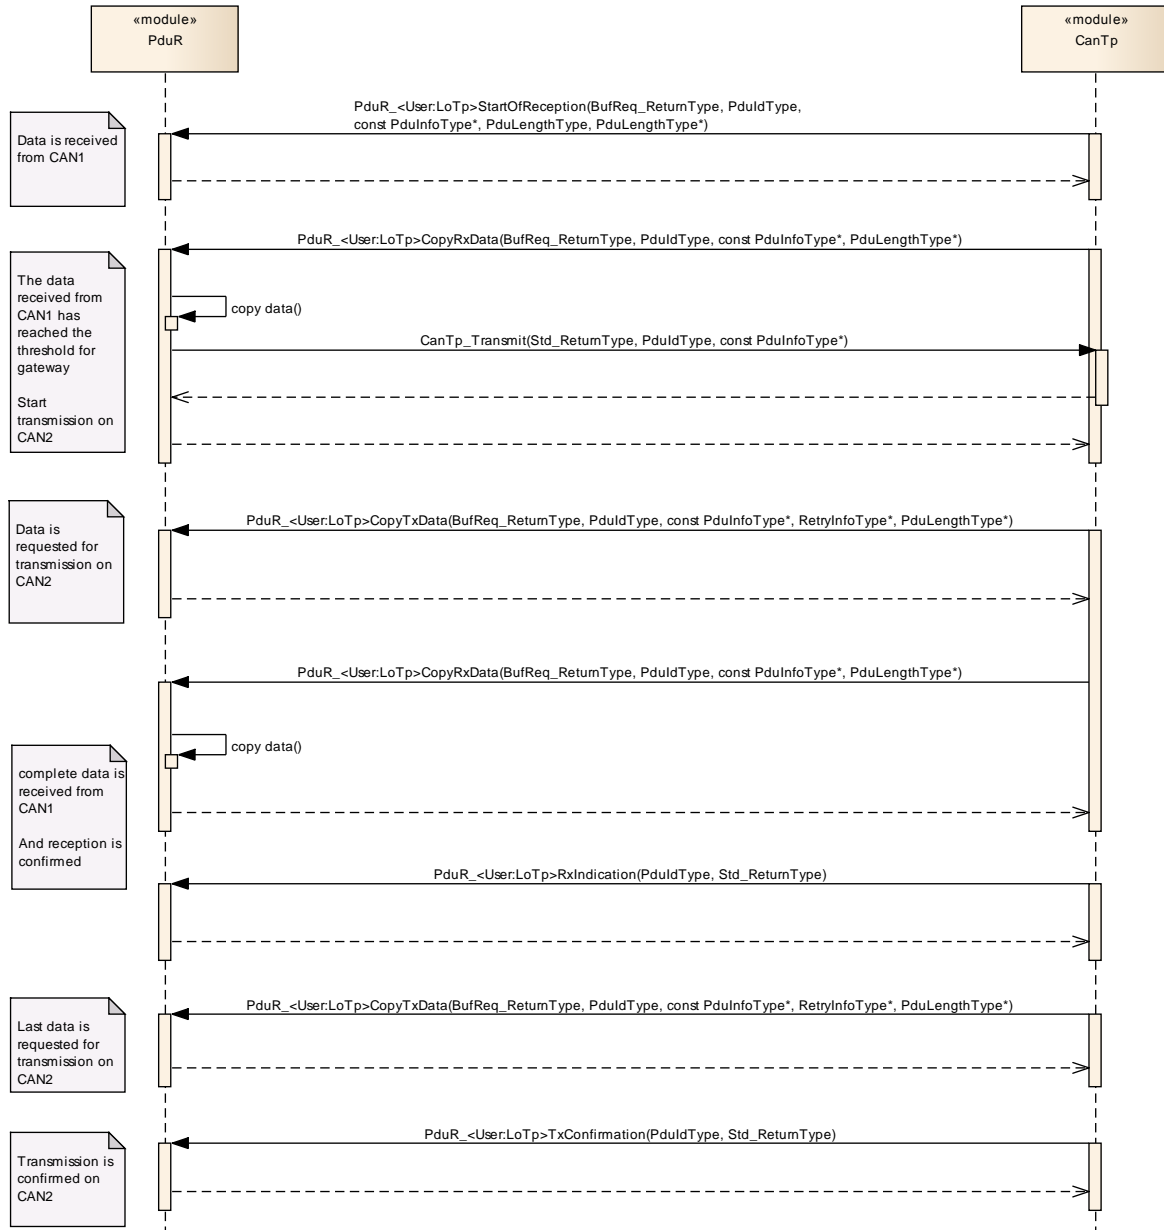 «module»
PduR
«module»
CanTp
PduR_<User:LoTp>StartOfReception(BufReq_ReturnType, PduIdType,
const PduInfoType*, PduLengthType, PduLengthType*)
Data is received
from CAN1
PduR_<User:LoTp>CopyRxData(BufReq_ReturnType, PduIdType, const PduInfoType*, PduLengthType*)
The data
received from
CAN1 has
reached the
threshold for
gateway
Start
transmission on
CAN2
copy data()
CanTp_Transmit(Std_ReturnType, PduIdType, const PduInfoType*)
PduR_<User:LoTp>CopyTxData(BufReq_ReturnType, PduIdType, const PduInfoType*, RetryInfoType*, PduLengthType*)
Data is
requested for
transmission on
CAN2
PduR_<User:LoTp>CopyRxData(BufReq_ReturnType, PduIdType, const PduInfoType*, PduLengthType*)
copy data()
complete data is
received from
CAN1
And reception is
confirmed
PduR_<User:LoTp>RxIndication(PduIdType, Std_ReturnType)
PduR_<User:LoTp>CopyTxData(BufReq_ReturnType, PduIdType, const PduInfoType*, RetryInfoType*, PduLengthType*)
Last data is
requested for
transmission on
CAN2
PduR_<User:LoTp>TxConfirmation(PduIdType, Std_ReturnType)
Transmission is
confirmed on
CAN2